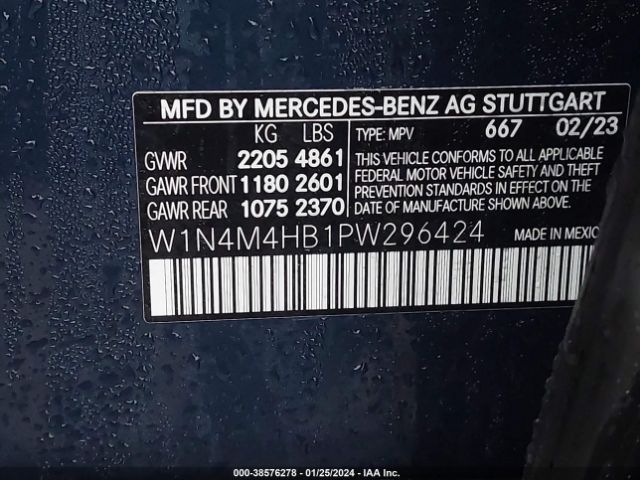 MFD BY MERCEDES-BENZ AG STUTTGART
KG LBS TYPE: MPV 667 02/23
GVWR 2205 4861
GAWR FRONT 1180 2601
GAWR REAR 1075 2370
THIS VEHICLE CONFORMS TO ALL APPLICABLE
FEDERAL MOTOR VEHICLE SAFETY AND THEFT
PREVENTION STANDARDS IN EFFECT ON THE
DATE OF MANUFACTURE SHOWN ABOVE.
W1N4M4HB1PW296424 MADE IN MEXICO
000-38576278 - 01/25/2024 - IAA Inc.